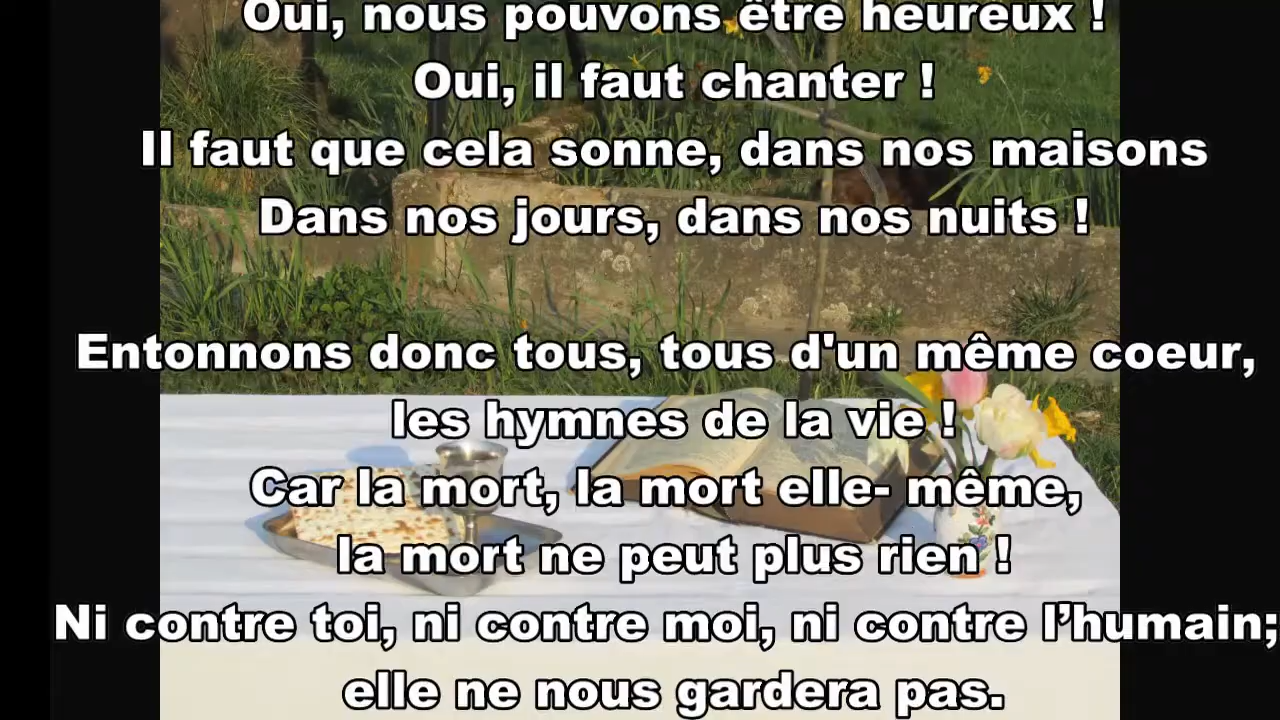 Oui, nous pouvons être heureux !
Oui, il faut chanter !
Il faut que cela sonne, dans nos maisons
Dans nos jours, dans nos nuits !
Entonnons donc tous, tous d'un même coeur,
les hymnes de la vie !
Car la mort, la mort elle- même,
la mort ne peut plus rien !
Ni contre toi, ni contre moi, ni contre l’humain;
elle ne nous gardera pas.